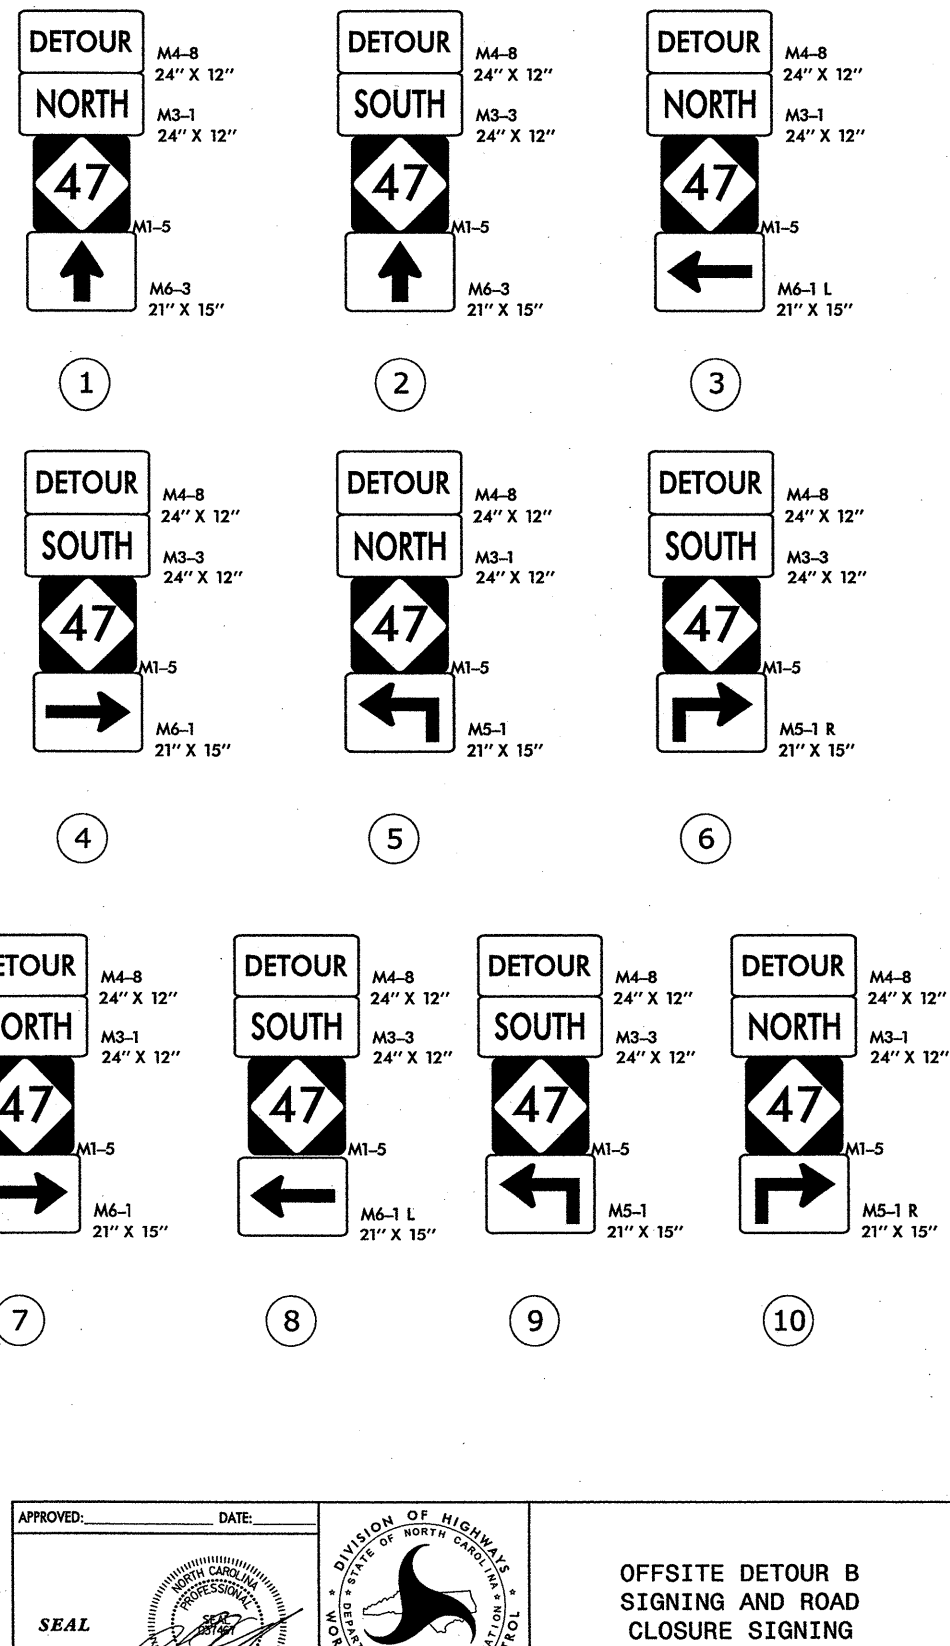 DETOUR
M4-8
24" X 12"
NORTH
M3-1
24" X 12"
47
M1-5
M6-3
21" X 15"
1
DETOUR
M4-8
24" X 12"
SOUTH
M3-3
24" X 12"
47
M1-5
M6-3
21" X 15"
2
DETOUR
M4-8
24" X 12"
NORTH
M3-1
24" X 12"
47
M1-5
M6-1 L
21" X 15"
3
DETOUR
M4-8
24" X 12"
SOUTH
M3-3
24" X 12"
47
M1-5
M6-1
21" X 15"
4
DETOUR
M4-8
24" X 12"
NORTH
M3-1
24" X 12"
47
M1-5
M5-1
21" X 15"
5
DETOUR
M4-8
24" X 12"
SOUTH
M3-3
24" X 12"
47
M1-5
M5-1 R
21" X 15"
6
ETOUR
M4-8
24" X 12"
ORTH
M3-1
24" X 12"
47
M1-5
M6-1
21" X 15"
7
DETOUR
M4-8
24" X 12"
SOUTH
M3-3
24" X 12"
47
M1-5
M6-1 L
21" X 15"
8
DETOUR
M4-8
24" X 12"
SOUTH
M3-3
24" X 12"
47
M1-5
M5-1
21" X 15"
9
DETOUR
M4-8
24" X 12"
NORTH
M3-1
24" X 12"
47
M1-5
M5-1 R
21" X 15"
10
APPROVED: DATE:
SEAL
NORTH CAROLINA
PROFESSIONAL
SEAL
DIVISION OF HIGHWAYS
STATE OF NORTH CAROLINA
OFFSITE DETOUR B
SIGNING AND ROAD
CLOSURE SIGNING